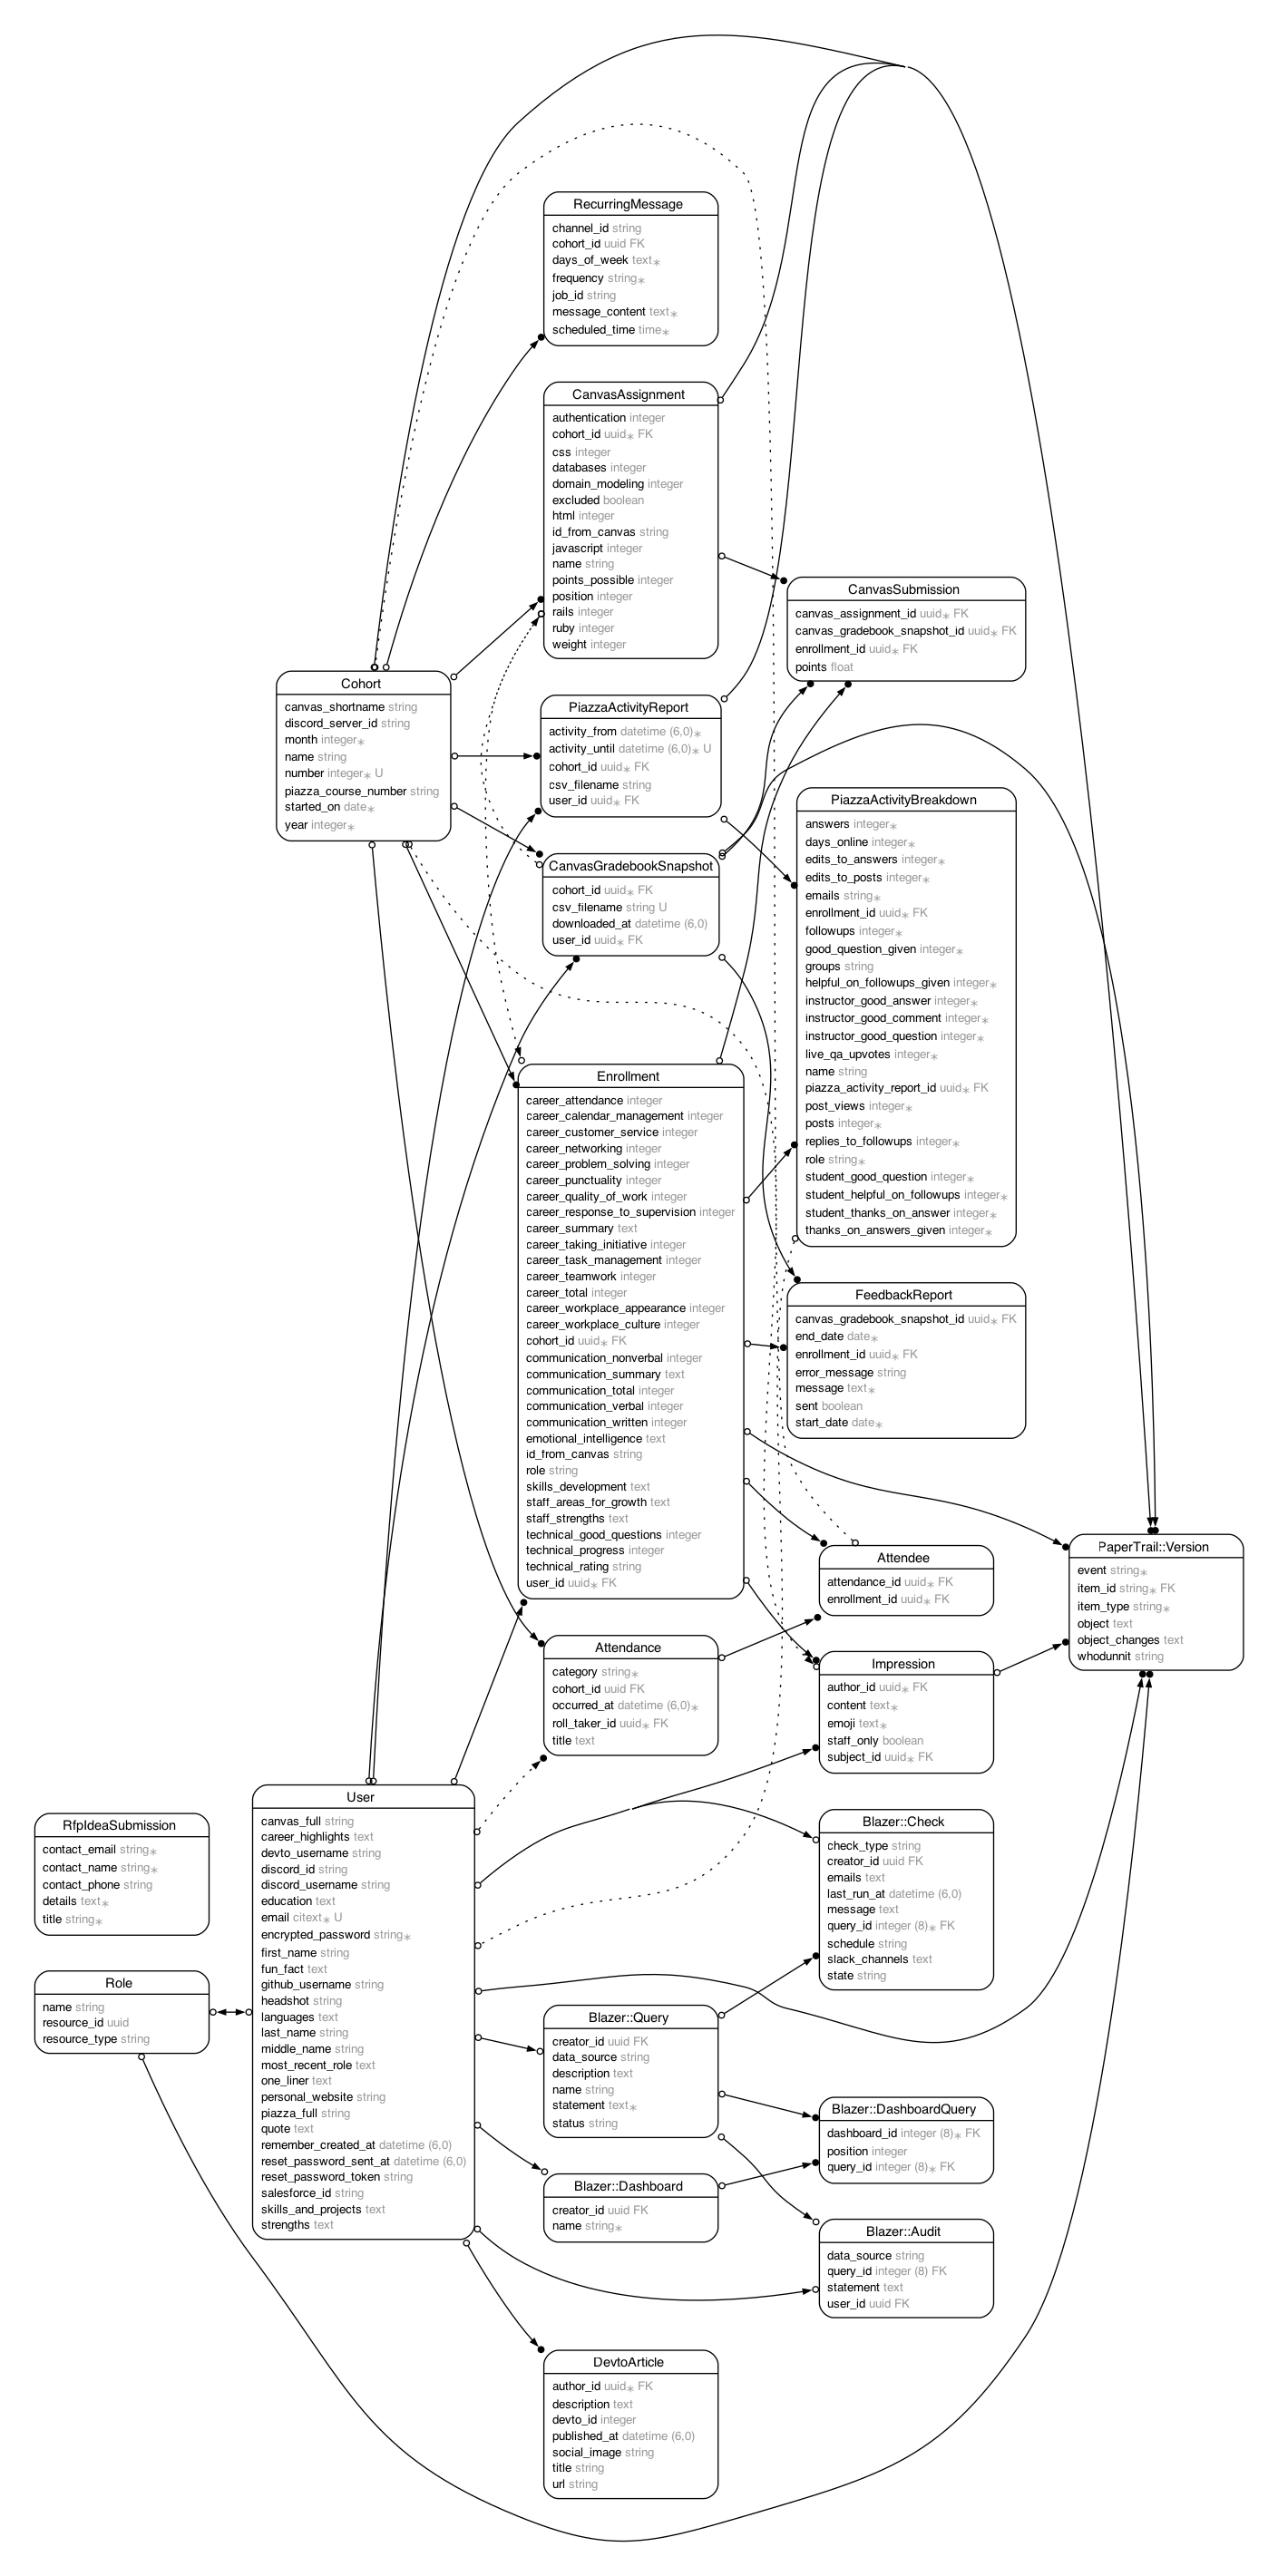 RecurringMessage
channel_id string
cohort_id uuid FK
days_of_week text∗
frequency string∗
job_id string
message_content text∗
scheduled_time time∗
CanvasAssignment
authentication integer
cohort_id uuid∗ FK
css integer
databases integer
domain_modeling integer
excluded boolean
html integer
id_from_canvas string
javascript integer
name string
points_possible integer
position integer
rails integer
ruby integer
weight integer
CanvasSubmission
canvas_assignment_id uuid∗ FK
canvas_gradebook_snapshot_id uuid∗ FK
enrollment_id uuid∗ FK
points float
Cohort
canvas_shortname string
discord_server_id string
month integer∗
name string
number integer∗ U
piazza_course_number string
started_on date∗
year integer∗
PiazzaActivityReport
activity_from datetime (6,0)∗
activity_until datetime (6,0)∗ U
cohort_id uuid∗ FK
csv_filename string
user_id uuid∗ FK
CanvasGradebookSnapshot
cohort_id uuid∗ FK
csv_filename string U
downloaded_at datetime (6,0)
user_id uuid∗ FK
PiazzaActivityBreakdown
answers integer∗
days_online integer∗
edits_to_answers integer∗
edits_to_posts integer∗
emails string∗
enrollment_id uuid∗ FK
followups integer∗
good_question_given integer∗
groups string
helpful_on_followups_given integer∗
instructor_good_answer integer∗
instructor_good_comment integer∗
instructor_good_question integer∗
live_qa_upvotes integer∗
name string
piazza_activity_report_id uuid∗ FK
post_views integer∗
posts integer∗
replies_to_followups integer∗
role string∗
student_good_question integer∗
student_helpful_on_followups integer∗
student_thanks_on_answer integer∗
thanks_on_answers_given integer∗
Enrollment
career_attendance integer
career_calendar_management integer
career_customer_service integer
career_networking integer
career_problem_solving integer
career_punctuality integer
career_quality_of_work integer
career_response_to_supervision integer
career_summary text
career_taking_initiative integer
career_task_management integer
career_teamwork integer
career_total integer
career_workplace_appearance integer
career_workplace_culture integer
cohort_id uuid∗ FK
communication_nonverbal integer
communication_summary text
communication_total integer
communication_verbal integer
communication_written integer
emotional_intelligence text
id_from_canvas string
role string
skills_development text
staff_areas_for_growth text
staff_strengths text
technical_good_questions integer
technical_progress integer
technical_rating string
user_id uuid∗ FK
FeedbackReport
canvas_gradebook_snapshot_id uuid∗ FK
end_date date∗
enrollment_id uuid∗ FK
error_message string
message text∗
sent boolean
start_date date∗
Attendee
attendance_id uuid∗ FK
enrollment_id uuid∗ FK
PaperTrail::Version
event string∗
item_id string∗ FK
item_type string∗
object text
object_changes text
whodunnit string
Attendance
category string∗
cohort_id uuid FK
occurred_at datetime (6,0)∗
roll_taker_id uuid∗ FK
title text
Impression
author_id uuid∗ FK
content text∗
emoji text∗
staff_only boolean
subject_id uuid∗ FK
RfpIdeaSubmission
contact_email string∗
contact_name string∗
contact_phone string
details text∗
title string∗
Role
name string
resource_id uuid
resource_type string
User
canvas_full string
career_highlights text
devto_username string
discord_id string
discord_username string
education text
email citext∗ U
encrypted_password string∗
first_name string
fun_fact text
github_username string
headshot string
languages text
last_name string
middle_name string
most_recent_role text
one_liner text
personal_website string
piazza_full string
quote text
remember_created_at datetime (6,0)
reset_password_sent_at datetime (6,0)
reset_password_token string
salesforce_id string
skills_and_projects text
strengths text
Blazer::Check
check_type string
creator_id uuid FK
emails text
last_run_at datetime (6,0)
message text
query_id integer (8)∗ FK
schedule string
slack_channels text
state string
Blazer::Query
creator_id uuid FK
data_source string
description text
name string
statement text∗
status string
Blazer::DashboardQuery
dashboard_id integer (8)∗ FK
position integer
query_id integer (8)∗ FK
Blazer::Dashboard
creator_id uuid FK
name string∗
Blazer::Audit
data_source string
query_id integer (8) FK
statement text
user_id uuid FK
DevtoArticle
author_id uuid∗ FK
description text
devto_id integer
published_at datetime (6,0)
social_image string
title string
url string